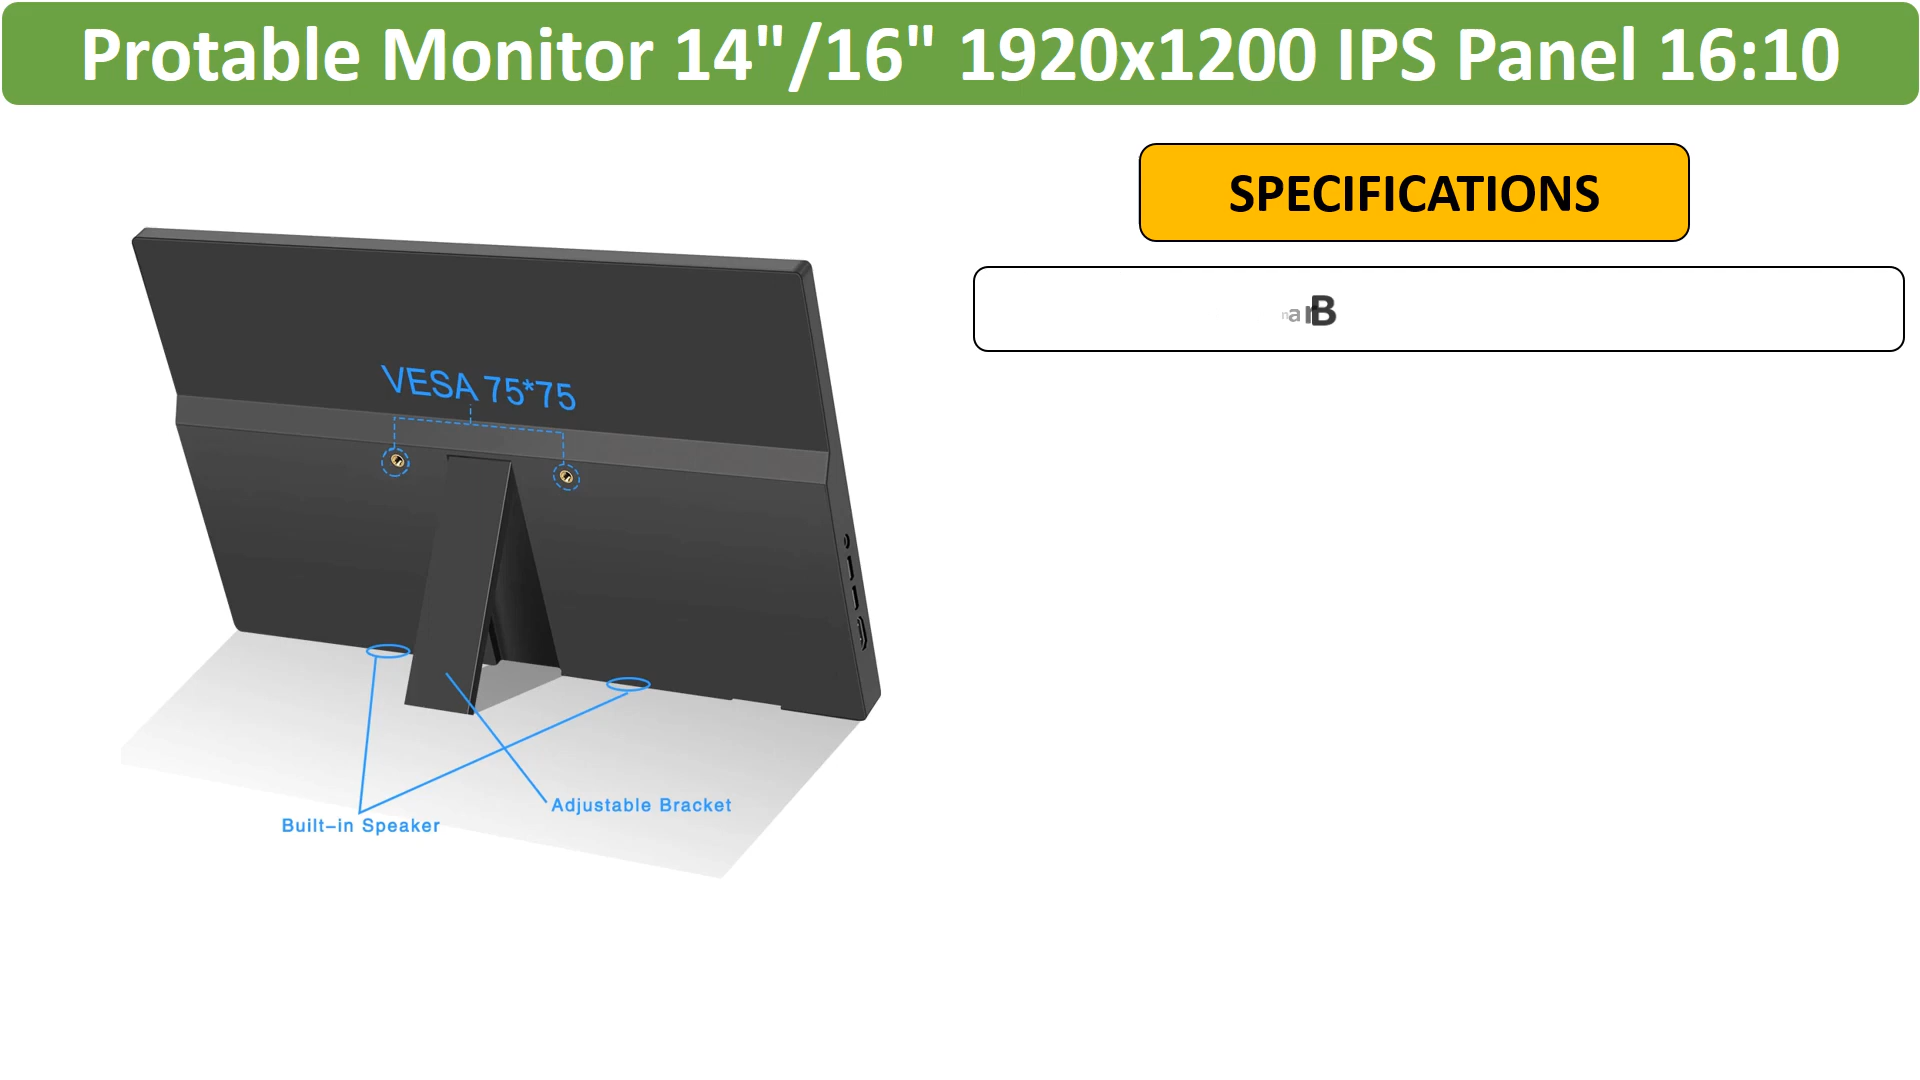 Protable Monitor 14"/16" 1920x1200 IPS Panel 16:10
SPECIFICATIONS
VESA 75*75
Adjustable Bracket
Built-in Speaker